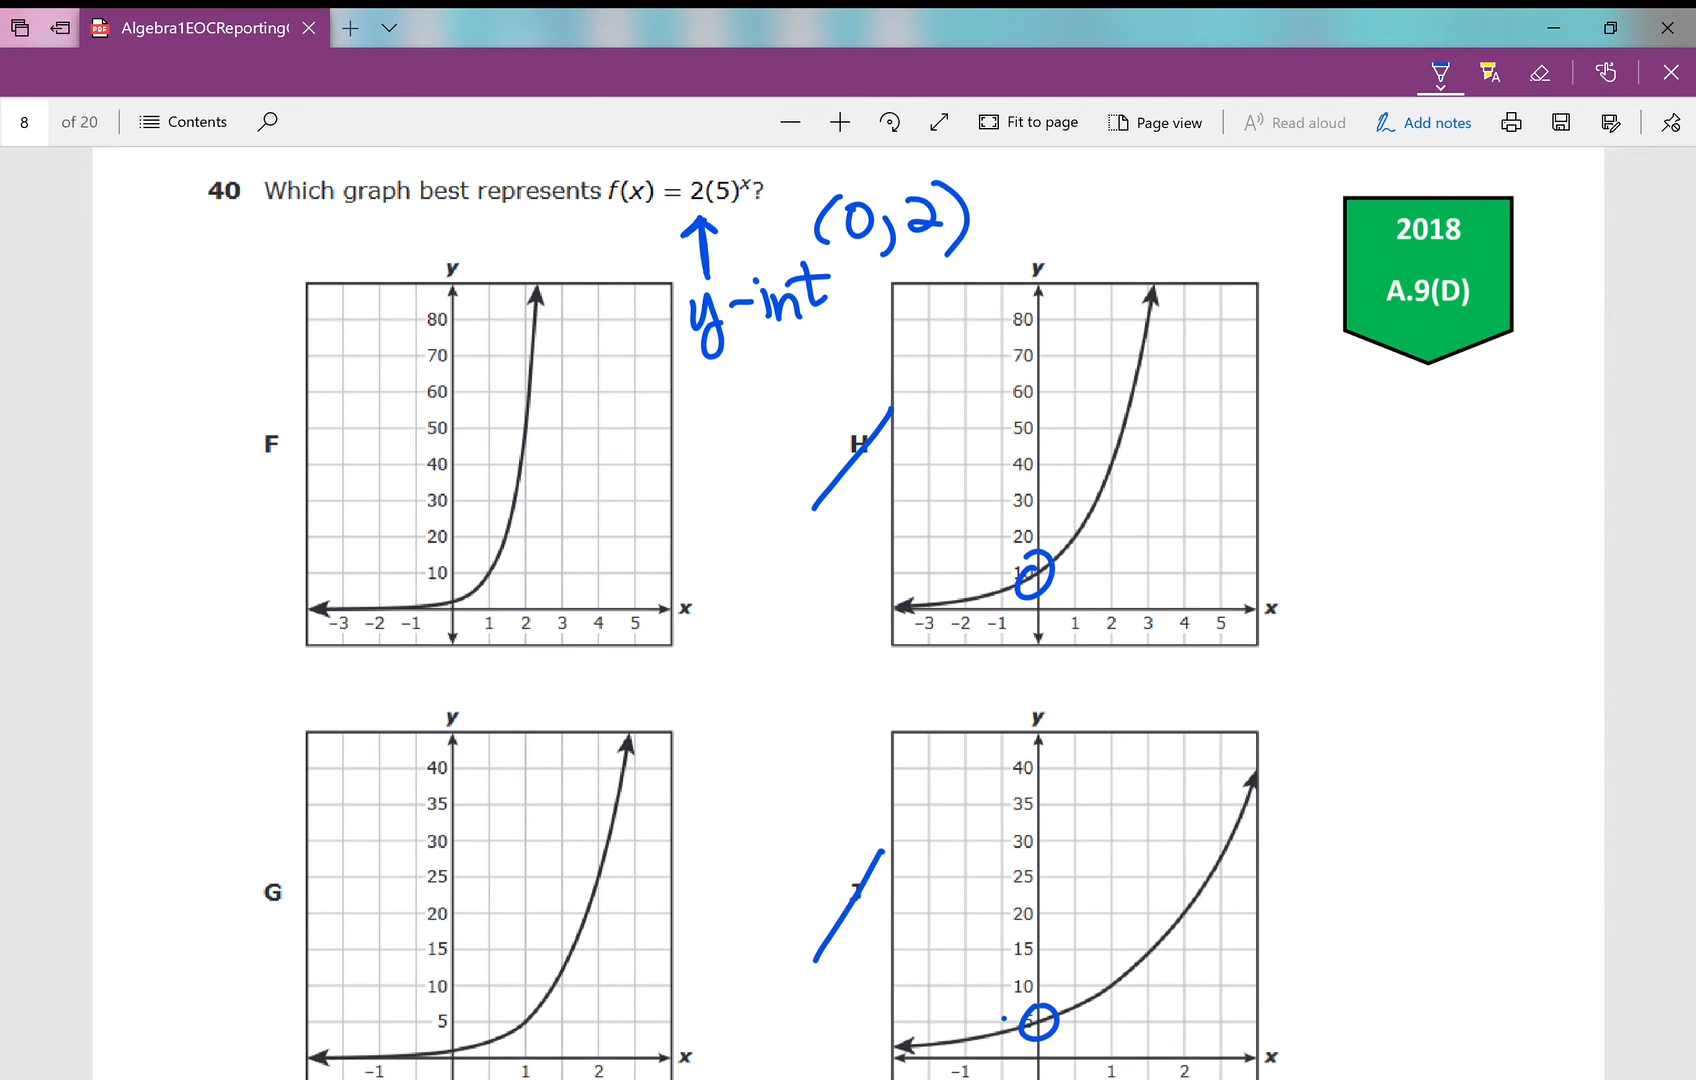 Algebra1EOCReporting(
8 of 20 Contents Fit to page Page view Read aloud Add notes
40 Which graph best represents f(x) = 2(5)ˣ?
(0,2)
y-int
2018
A.9(D)
F
y
80
70
60
50
40
30
20
10
-3 -2 -1 1 2 3 4 5
x
H
y
80
70
60
50
40
30
20
10
-3 -2 -1 1 2 3 4 5
x
G
y
40
35
30
25
20
15
10
5
-1 1 2
x
J
y
40
35
30
25
20
15
10
5
-1 1 2
x